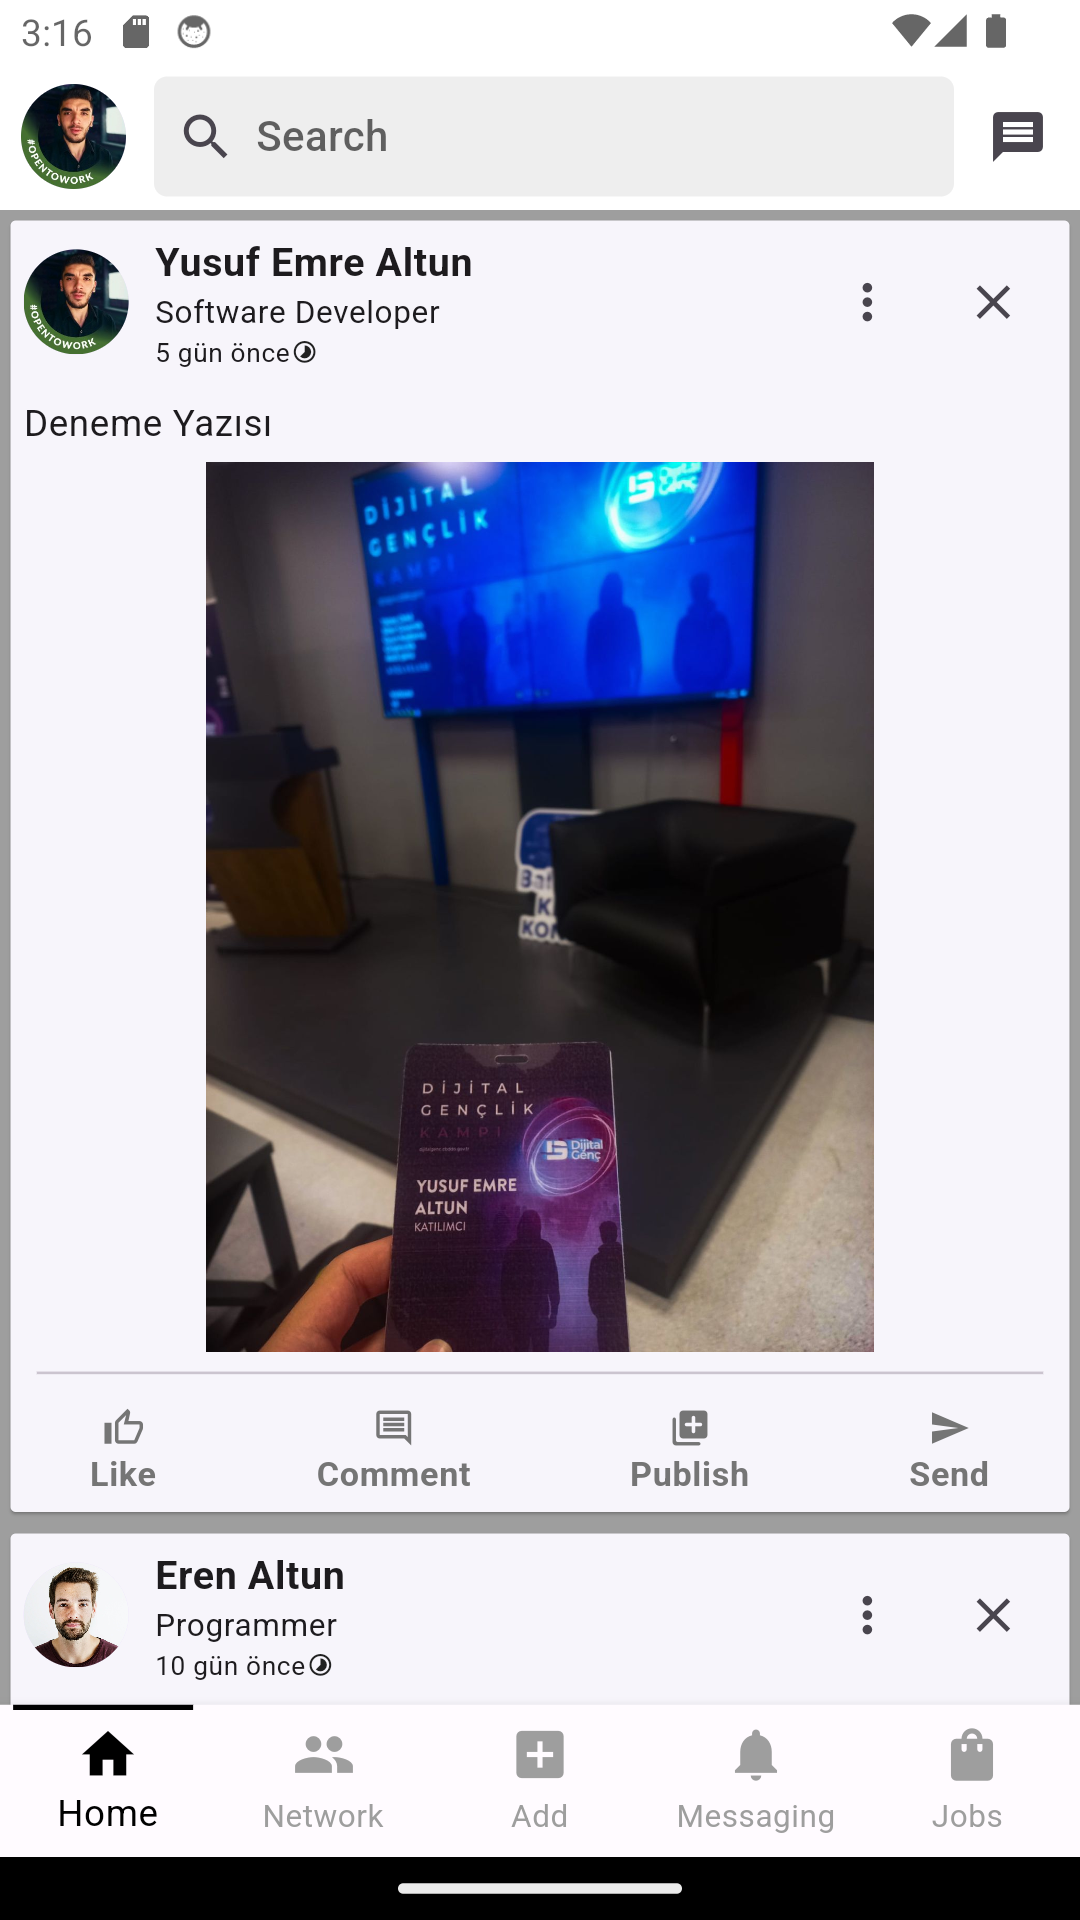 3:16
#OPENTOWORK
Search
#OPENTOWORK
Yusuf Emre Altun
Software Developer
5 gün önce
Deneme Yazısı
DİJİTAL
GENÇLİK
KAMPI
Dijital
Genç
DİJİTAL
GENÇLİK
KAMPI
Dijital
Genç
YUSUF EMRE
ALTUN
KATILIMCI
Like
Comment
Publish
Send
Eren Altun
Programmer
10 gün önce
Home
Network
Add
Messaging
Jobs